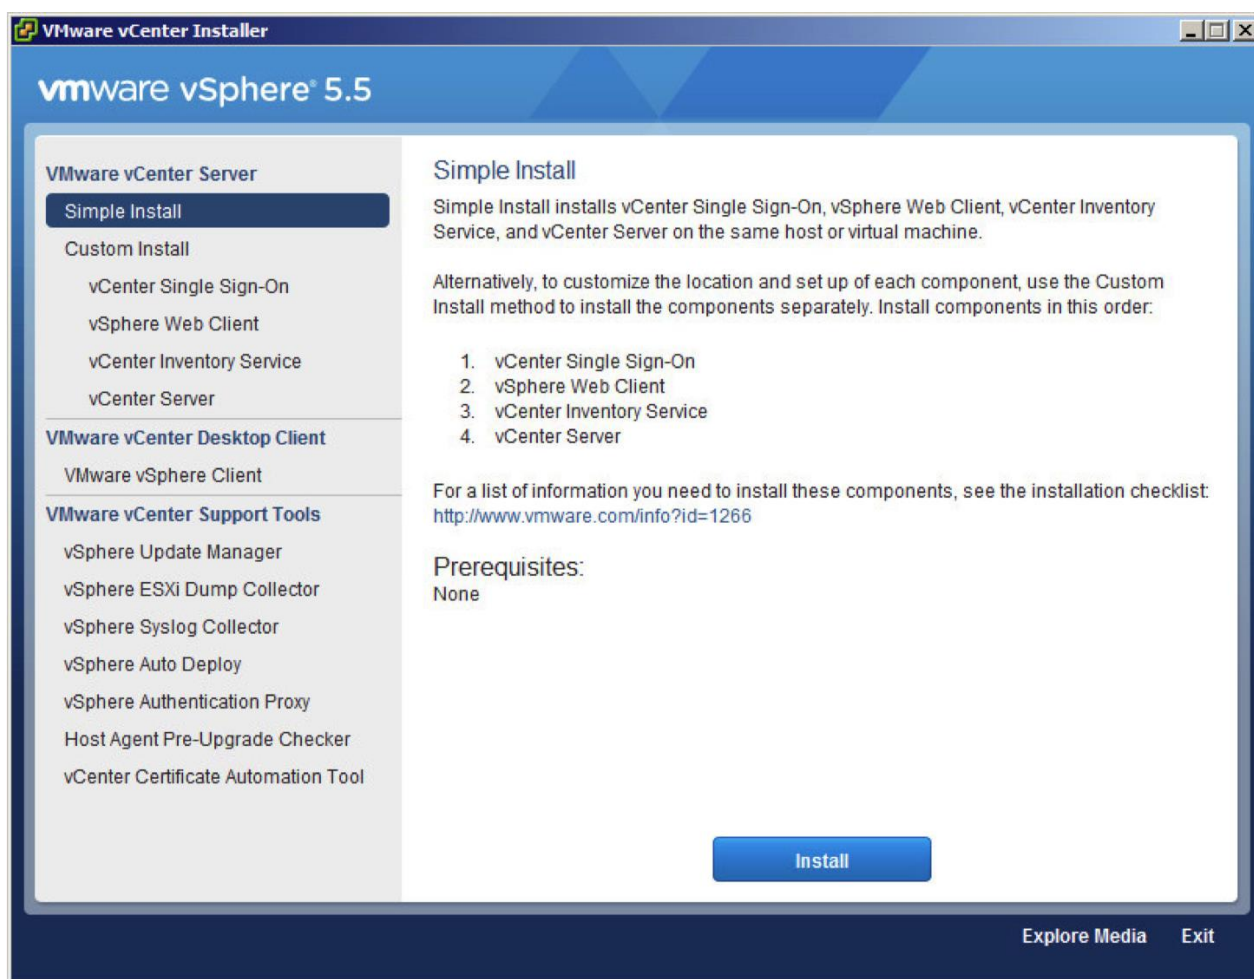 VMware vCenter Installer
vmware vSphere® 5.5
VMware vCenter Server
Simple Install
Custom Install
vCenter Single Sign-On
vSphere Web Client
vCenter Inventory Service
vCenter Server
VMware vCenter Desktop Client
VMware vSphere Client
VMware vCenter Support Tools
vSphere Update Manager
vSphere ESXi Dump Collector
vSphere Syslog Collector
vSphere Auto Deploy
vSphere Authentication Proxy
Host Agent Pre-Upgrade Checker
vCenter Certificate Automation Tool
Simple Install
Simple Install installs vCenter Single Sign-On, vSphere Web Client, vCenter Inventory
Service, and vCenter Server on the same host or virtual machine.
Alternatively, to customize the location and set up of each component, use the Custom
Install method to install the components separately. Install components in this order:
1. vCenter Single Sign-On
2. vSphere Web Client
3. vCenter Inventory Service
4. vCenter Server
For a list of information you need to install these components, see the installation checklist:
http://www.vmware.com/info?id=1266
Prerequisites:
None
Install
Explore Media Exit